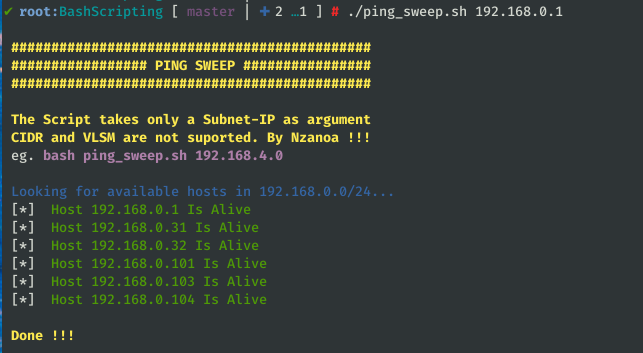 ✔ root:BashScripting [ master | ✚ 2 …1 ] # ./ping_sweep.sh 192.168.0.1
#############################################
################# PING SWEEP ################
#############################################
The Script takes only a Subnet-IP as argument
CIDR and VLSM are not suported. By Nzanoa !!!
eg. bash ping_sweep.sh 192.168.4.0
Looking for available hosts in 192.168.0.0/24...
[*] Host 192.168.0.1 Is Alive
[*] Host 192.168.0.31 Is Alive
[*] Host 192.168.0.32 Is Alive
[*] Host 192.168.0.101 Is Alive
[*] Host 192.168.0.103 Is Alive
[*] Host 192.168.0.104 Is Alive
Done !!!